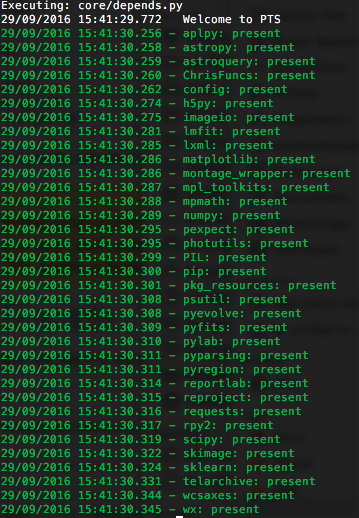 Executing: core/depends.py
29/09/2016 15:41:29.772   Welcome to PTS
29/09/2016 15:41:30.256 - aplpy: present
29/09/2016 15:41:30.258 - astropy: present
29/09/2016 15:41:30.259 - astroquery: present
29/09/2016 15:41:30.260 - ChrisFuncs: present
29/09/2016 15:41:30.262 - config: present
29/09/2016 15:41:30.274 - h5py: present
29/09/2016 15:41:30.275 - imageio: present
29/09/2016 15:41:30.281 - lmfit: present
29/09/2016 15:41:30.285 - lxml: present
29/09/2016 15:41:30.286 - matplotlib: present
29/09/2016 15:41:30.286 - montage_wrapper: present
29/09/2016 15:41:30.287 - mpl_toolkits: present
29/09/2016 15:41:30.288 - mpmath: present
29/09/2016 15:41:30.289 - numpy: present
29/09/2016 15:41:30.295 - pexpect: present
29/09/2016 15:41:30.295 - photutils: present
29/09/2016 15:41:30.299 - PIL: present
29/09/2016 15:41:30.300 - pip: present
29/09/2016 15:41:30.301 - pkg_resources: present
29/09/2016 15:41:30.308 - psutil: present
29/09/2016 15:41:30.308 - pyevolve: present
29/09/2016 15:41:30.309 - pyfits: present
29/09/2016 15:41:30.310 - pylab: present
29/09/2016 15:41:30.311 - pyparsing: present
29/09/2016 15:41:30.311 - pyregion: present
29/09/2016 15:41:30.314 - reportlab: present
29/09/2016 15:41:30.315 - reproject: present
29/09/2016 15:41:30.316 - requests: present
29/09/2016 15:41:30.317 - rpy2: present
29/09/2016 15:41:30.319 - scipy: present
29/09/2016 15:41:30.322 - skimage: present
29/09/2016 15:41:30.324 - sklearn: present
29/09/2016 15:41:30.331 - telarchive: present
29/09/2016 15:41:30.344 - wcsaxes: present
29/09/2016 15:41:30.345 - wx: present